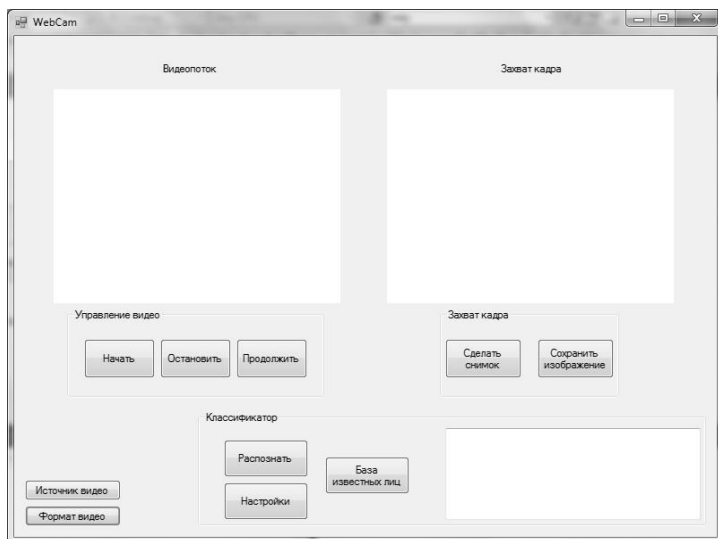 WebCam
Видеопоток
Захват кадра
Управление видео
Захват кадра
Начать
Остановить
Продолжить
Сделать
снимок
Сохранить
изображение
Классификатор
Распознать
База
известных лиц
Настройки
Источник видео
Формат видео